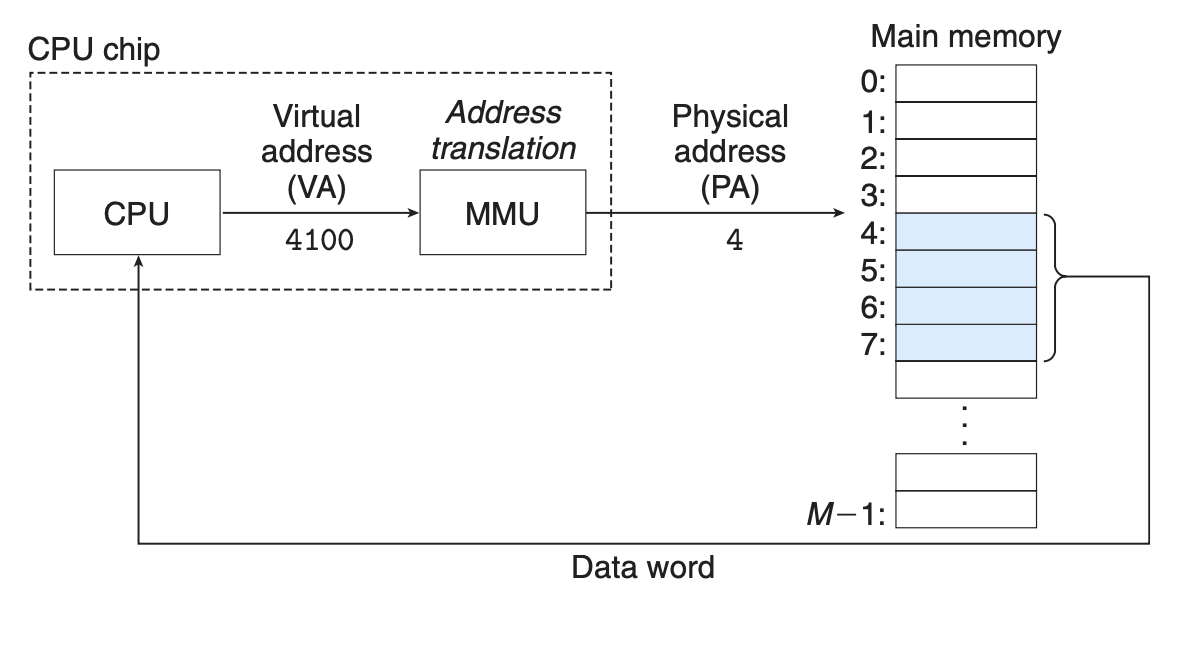 CPU chip
Main memory
Virtual
address
(VA)
Address
translation
Physical
address
(PA)
CPU
MMU
4100
4
0:
1:
2:
3:
4:
5:
6:
7:
M−1:
Data word